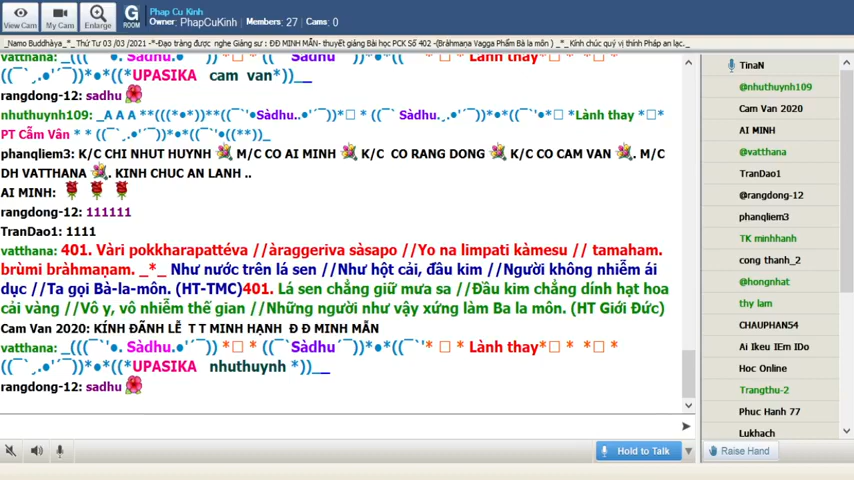 Phap Cu Kinh
Owner: PhapCuKinh Members: 27 Cams: 0
View Cam My Cam Enlarge G ROOM
_Namo Buddhàya_*_ Thứ Tư 03 /03 /2021 -*-Đạo tràng được nghe Giảng sư : ĐĐ MINH MẪN- thuyết giảng Bài học PCK Số 402 -(Bràhmaṇa Vagga Phẩm Bà la môn ) _*_ Kính chúc quý vị thính Pháp an lạc._
vatthana: _(((¯`•. Sàdhu.•´¯)) *□ * ((¯`Sàdhu´¯))*•*((¯`'* □ * Lành thay*□ *
((¯`¸.•'´¯))*•*((*UPASIKA cam van*))_ _
rangdong-12: sadhu
nhuthuynh109: _A A A **(((•*))**((¯`'•Sàdhu..•'´¯))*□ * ((¯` Sàdhu.¸.•'´¯))*•*((¯`'•*□ *Lành thay *□*
PT Cẩm Vân * * ((¯`¸.•'´¯))*•*((¯`'•((**))_
phanqliem3: K/C CHI NHUT HUYNH M/C CO AI MINH K/C CO RANG DONG K/C CO CAM VAN . M/C
DH VATTHANA . KINH CHUC AN LANH ..
AI MINH:
rangdong-12: 111111
TranDao1: 1111
vatthana: 401. Vàri pokkharapattéva //àraggeriva sàsapo //Yo na limpati kàmesu // tamaham.
brùmi bràhmaṇam. _*_ Như nước trên lá sen //Như hột cải, đầu kim //Người không nhiễm ái
dục //Ta gọi Bà-la-môn. (HT-TMC)401. Lá sen chẳng giữ mưa sa //Đầu kim chẳng dính hạt hoa
cải vàng //Vô y, vô nhiễm thế gian //Những người như vậy xứng làm Ba la môn. (HT Giới Đức)
Cam Van 2020: KÍNH ĐÃNH LỄ T T MINH HẠNH Đ Đ MINH MẪN
vatthana: _(((¯`•. Sàdhu.•´¯)) *□ * ((¯`Sàdhu´¯))*•*((¯`'* □ * Lành thay* □ * *□ *
((¯`¸.•'´¯))*•*((*UPASIKA nhuthuynh *))_ _
rangdong-12: sadhu
Hold to Talk
TinaN
@nhuthuynh109
Cam Van 2020
AI MINH
@vatthana
TranDao1
@rangdong-12
phanqliem3
TK minhhanh
cong thanh_2
@hongnhat
thy lam
CHAUPHAN54
Ai Ikeu IEm IDo
Hoc Online
Trangthu-2
Phuc Hanh 77
Lukhach
Raise Hand